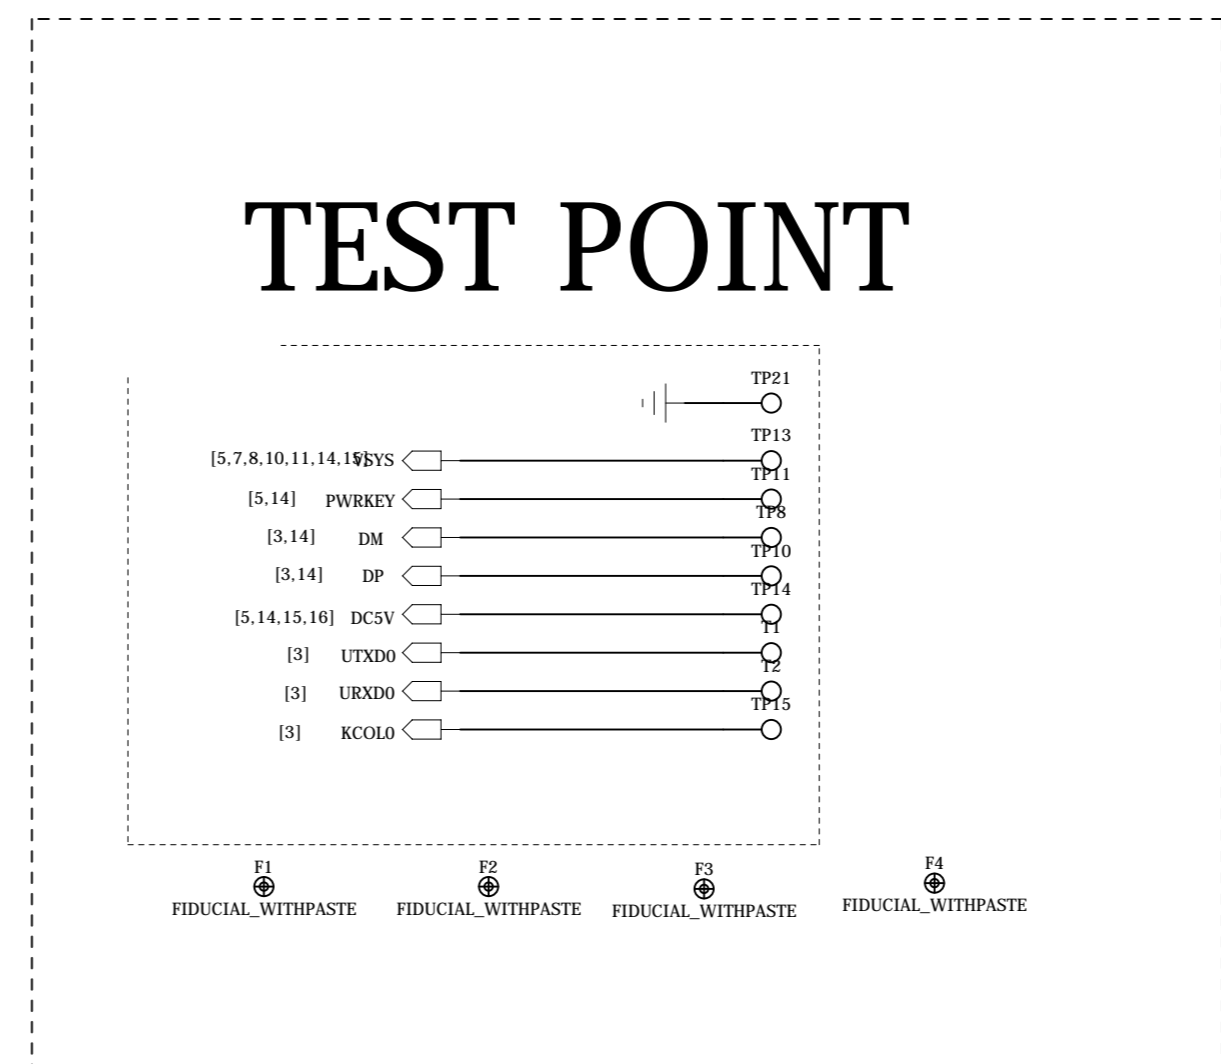 TEST POINT
TP21
TP13
[5,7,8,10,11,14,15] VSYS
TP11
[5,14] PWRKEY
TP8
[3,14] DM
TP10
[3,14] DP
TP14
[5,14,15,16] DC5V
T1
[3] UTXD0
T2
[3] URXD0
TP15
[3] KCOL0
F1 F2 F3 F4
FIDUCIAL_WITHPASTE FIDUCIAL_WITHPASTE FIDUCIAL_WITHPASTE FIDUCIAL_WITHPASTE